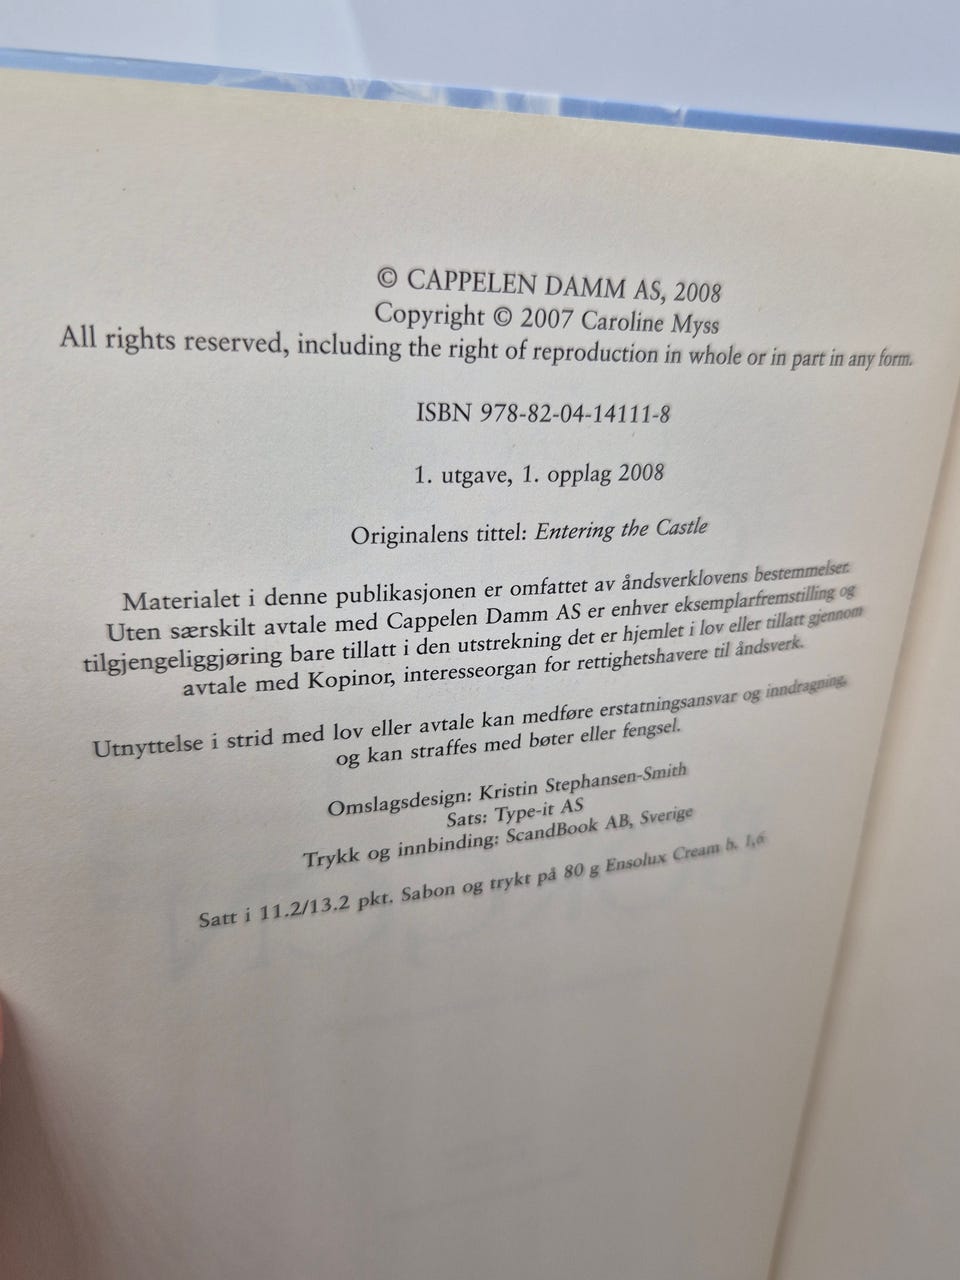 © CAPPELEN DAMM AS, 2008
Copyright © 2007 Caroline Myss
All rights reserved, including the right of reproduction in whole or in part in any form.
ISBN 978-82-04-14111-8
1. utgave, 1. opplag 2008
Originalens tittel: Entering the Castle
Materialet i denne publikasjonen er omfattet av åndsverklovens bestemmelser.
Uten særskilt avtale med Cappelen Damm AS er enhver eksemplarfremstilling og
tilgjengeliggjøring bare tillatt i den utstrekning det er hjemlet i lov eller tillatt gjennom
avtale med Kopinor, interesseorgan for rettighetshavere til åndsverk.
Utnyttelse i strid med lov eller avtale kan medføre erstatningsansvar og inndragning,
og kan straffes med bøter eller fengsel.
Omslagsdesign: Kristin Stephansen-Smith
Sats: Type-it AS
Trykk og innbinding: ScandBook AB, Sverige
Satt i 11.2/13.2 pkt. Sabon og trykt på 80 g Ensolux Cream b. 1,6